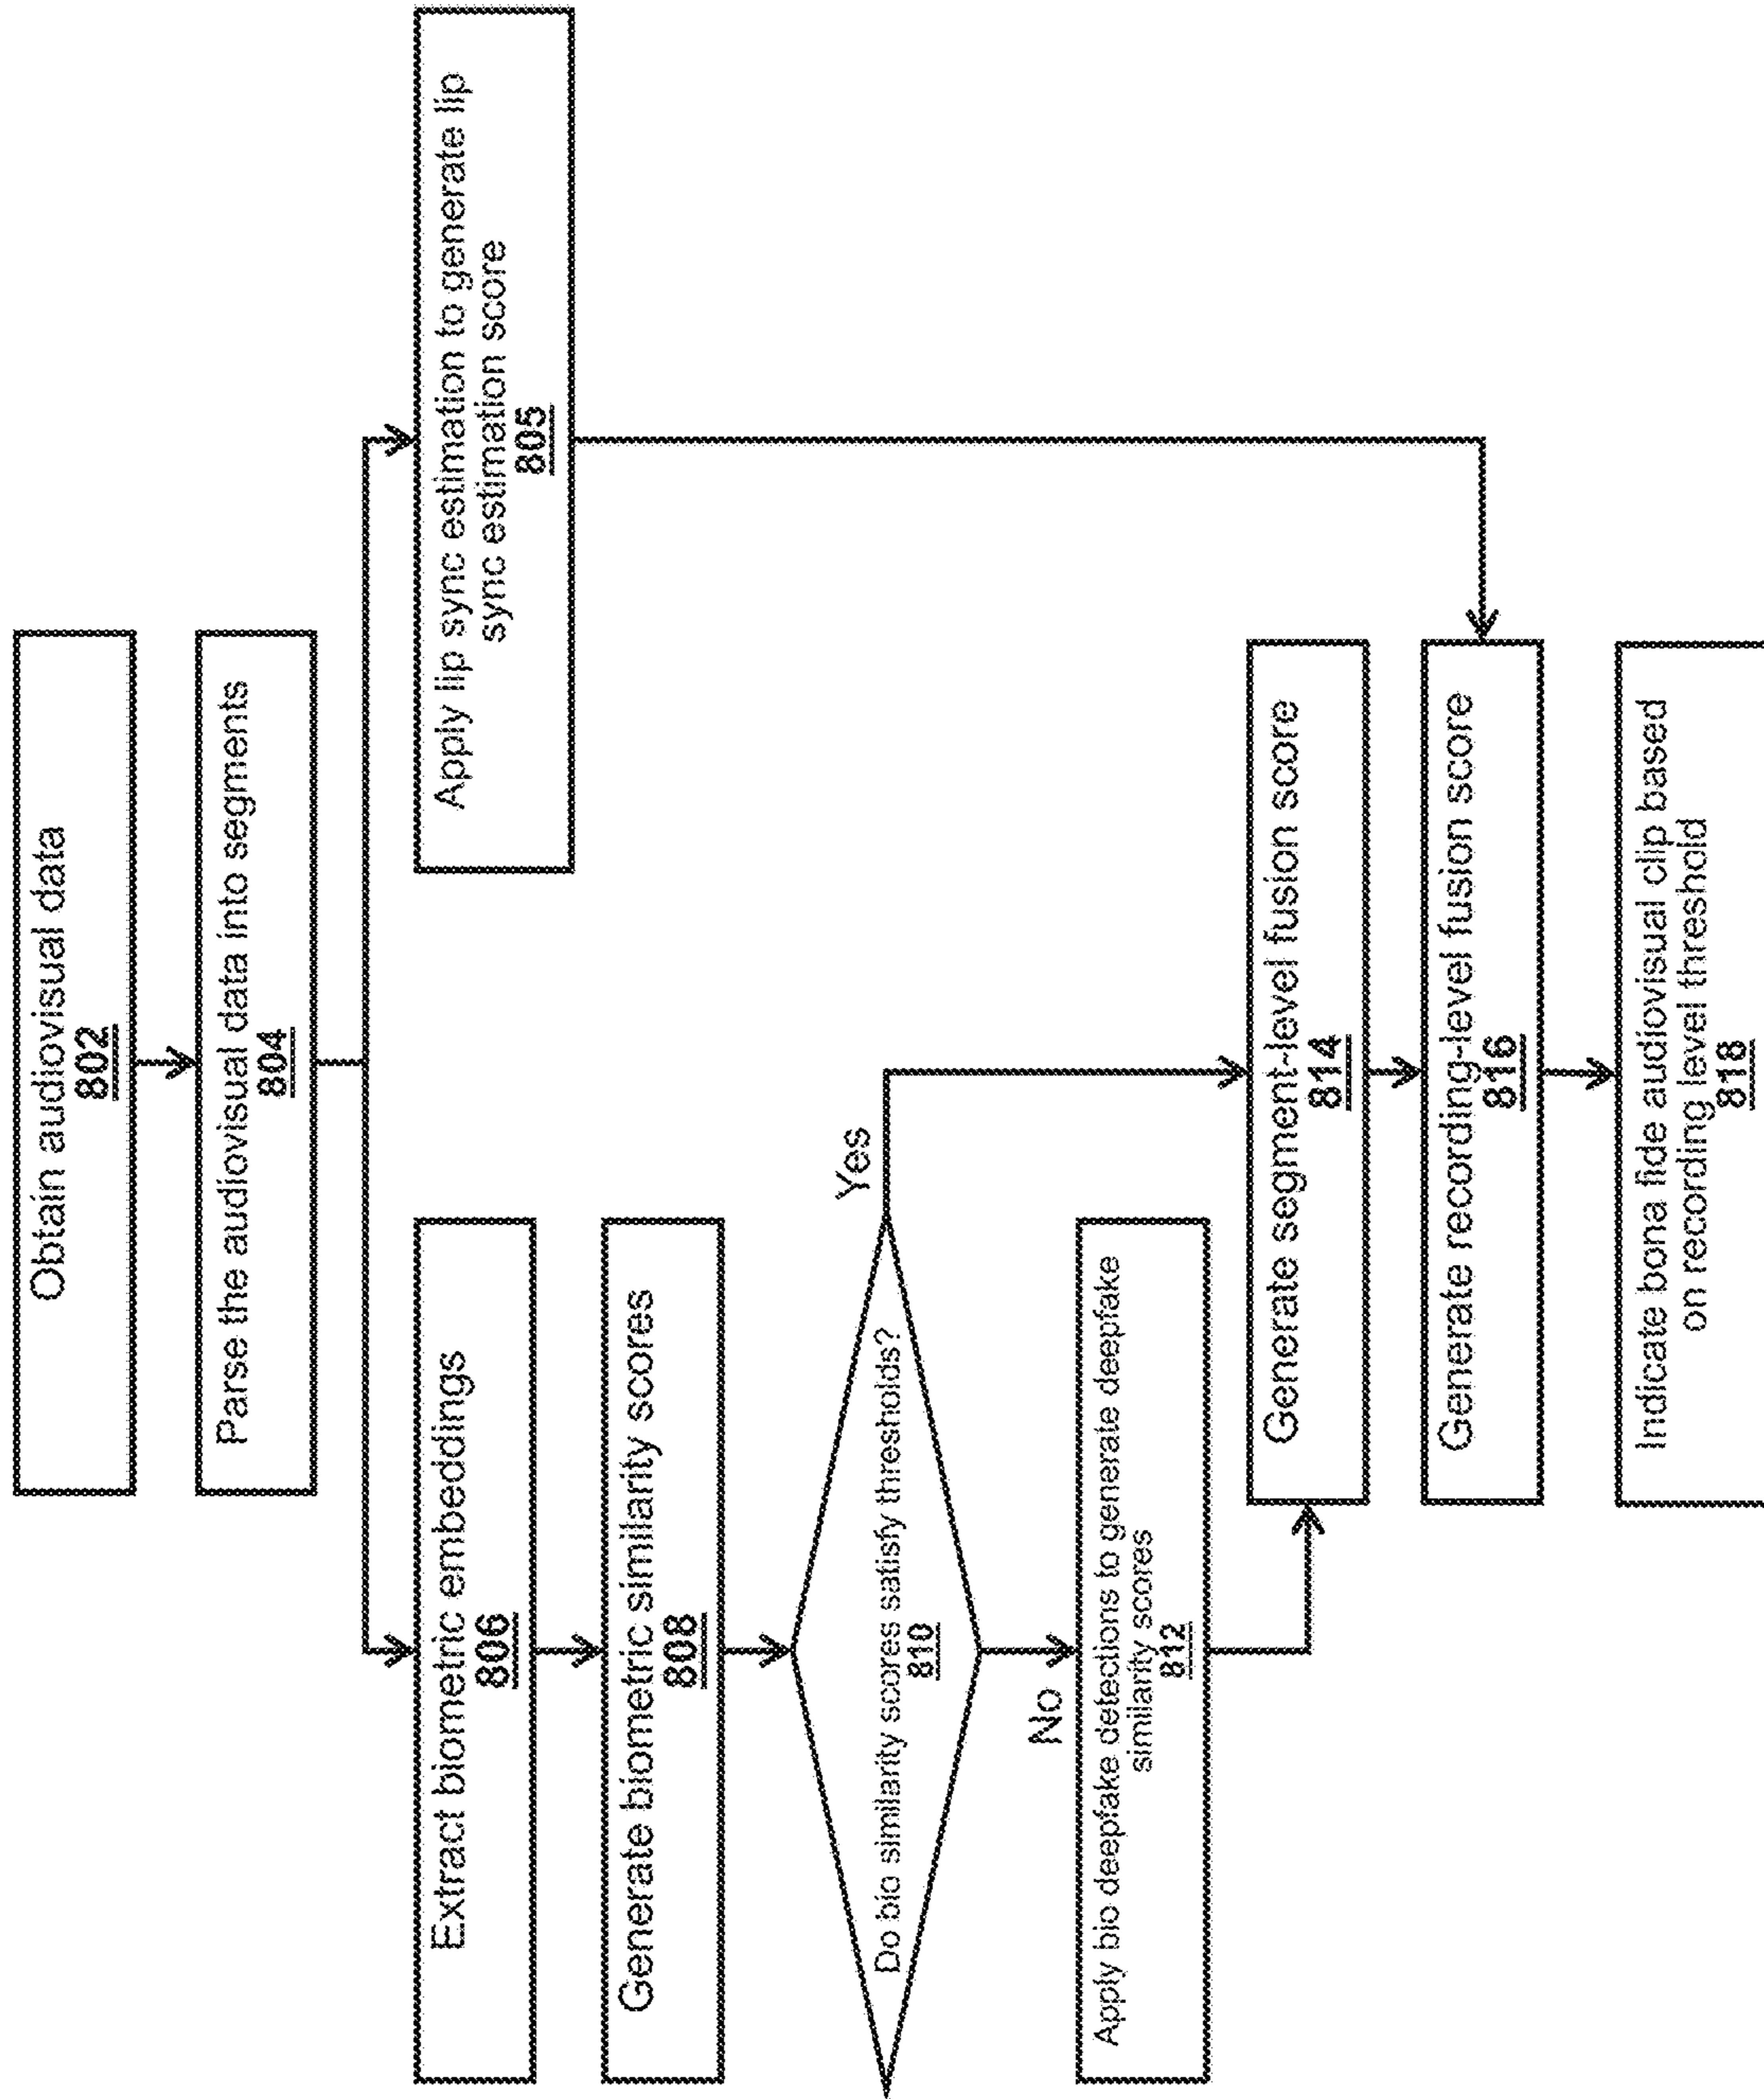 Obtain audiovisual data
802
Parse the audiovisual data into segments
804
Apply lip sync estimation to generate lip
sync estimation score
805
Extract biometric embeddings
806
Generate biometric similarity scores
808
Do bio similarity scores satisfy thresholds?
810
Yes
No
Apply bio deepfake detections to generate deepfake
similarity scores
812
Generate segment-level fusion score
814
Generate recording-level fusion score
816
Indicate bona fide audiovisual clip based
on recording level threshold
818